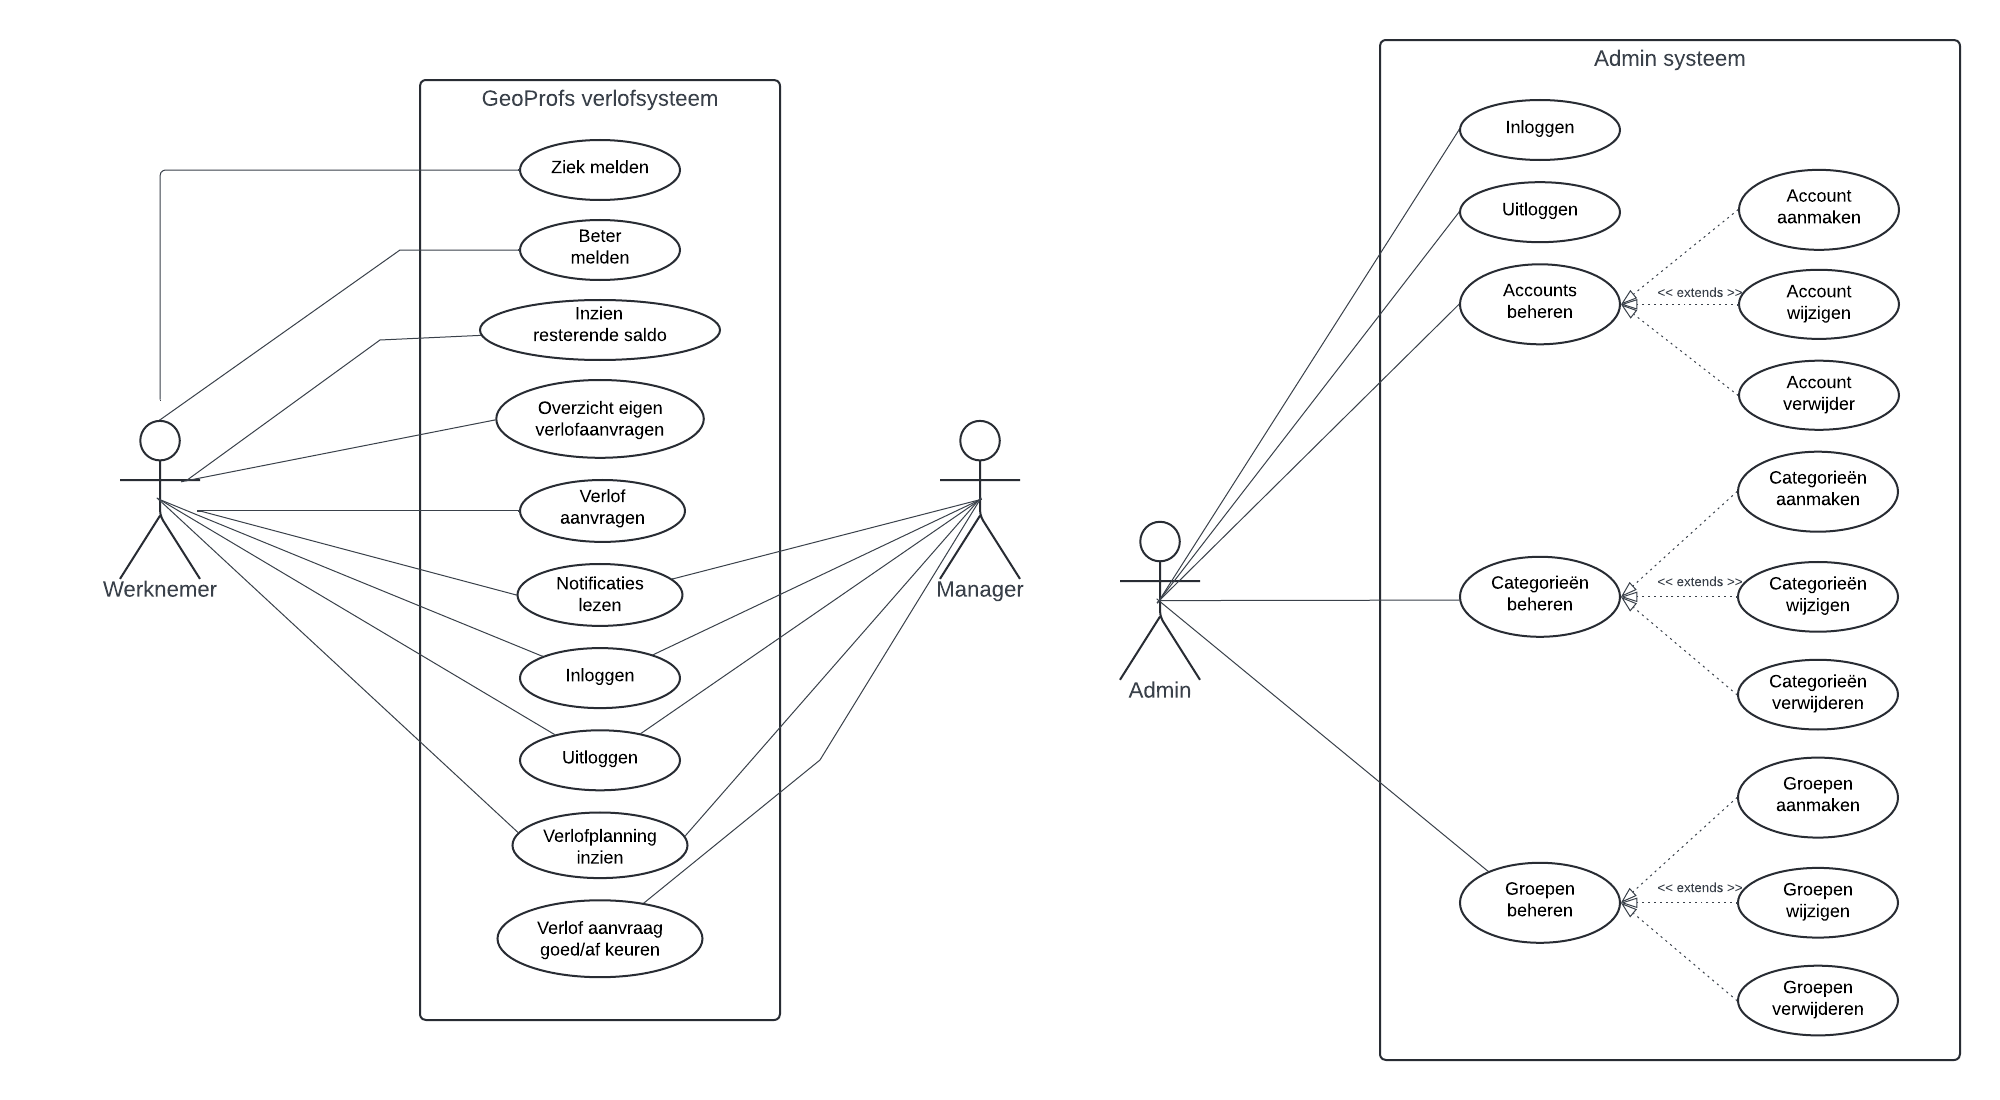 GeoProfs verlofsysteem
Ziek melden
Beter
melden
Inzien
resterende saldo
Overzicht eigen
verlofaanvragen
Verlof
aanvragen
Notificaties
lezen
Inloggen
Uitloggen
Verlofplanning
inzien
Verlof aanvraag
goed/af keuren
Werknemer
Manager
Admin systeem
Inloggen
Uitloggen
Accounts
beheren
<< extends >>
Account
aanmaken
Account
wijzigen
Account
verwijder
Categorieën
beheren
<< extends >>
Categorieën
aanmaken
Categorieën
wijzigen
Categorieën
verwijderen
Groepen
beheren
<< extends >>
Groepen
aanmaken
Groepen
wijzigen
Groepen
verwijderen
Admin